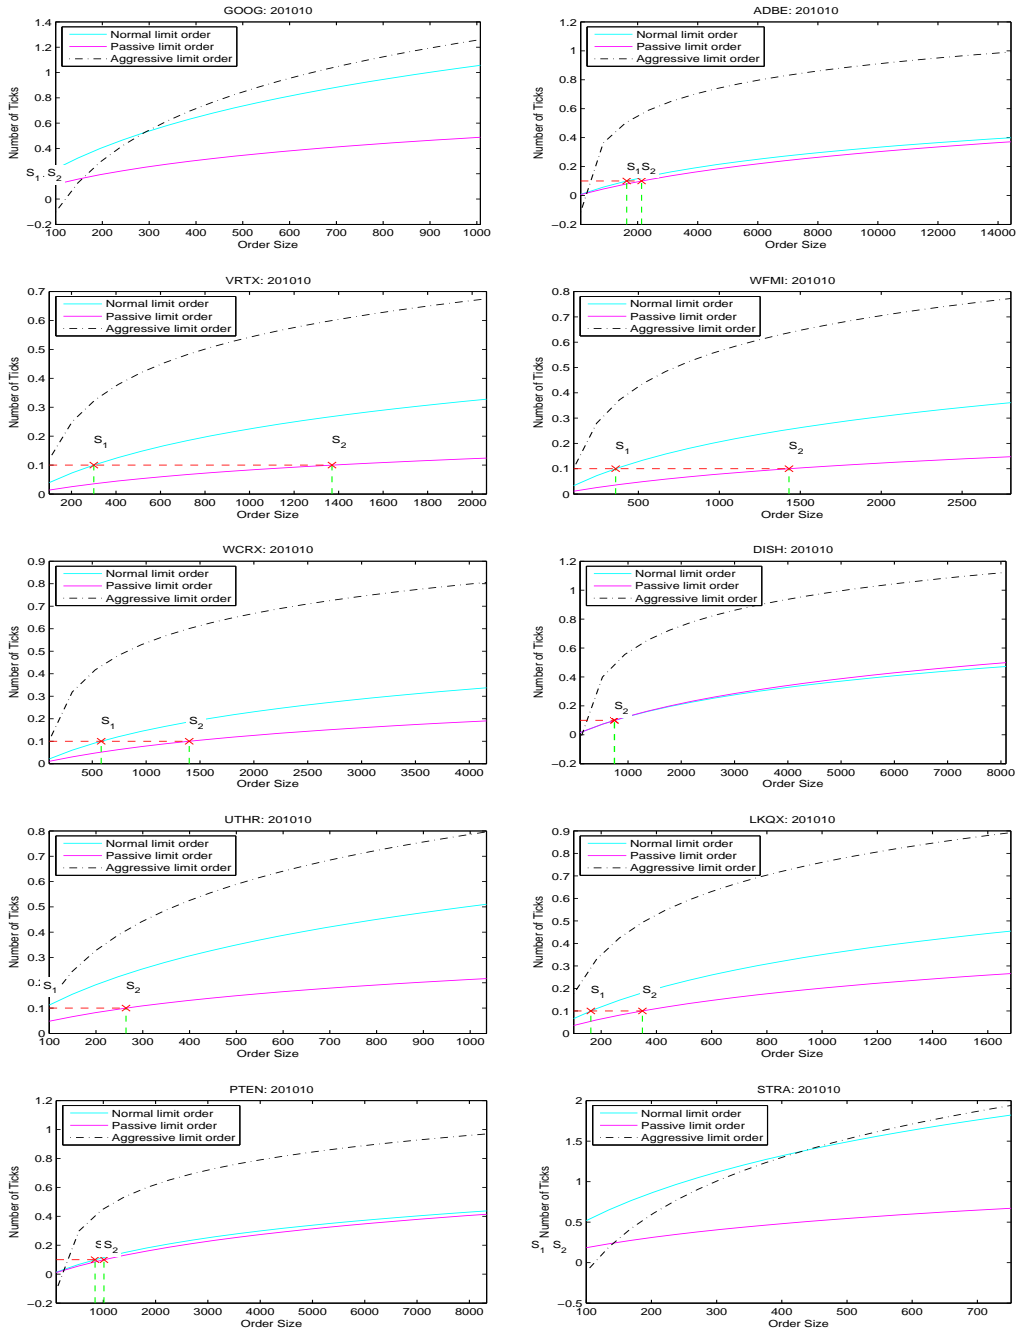 GOOG: 201010
Number of Ticks
1.4
1.2
1
0.8
0.6
0.4
0.2
0
−0.2
Normal limit order
Passive limit order
Aggressive limit order
S1 S2
100 200 300 400 500 600 700 800 900 1000
Order Size
ADBE: 201010
Number of Ticks
1.2
1
0.8
0.6
0.4
0.2
0
−0.2
Normal limit order
Passive limit order
Aggressive limit order
S1 S2
2000 4000 6000 8000 10000 12000 14000
Order Size
VRTX: 201010
Number of Ticks
0.7
0.6
0.5
0.4
0.3
0.2
0.1
0
Normal limit order
Passive limit order
Aggressive limit order
S1 S2
200 400 600 800 1000 1200 1400 1600 1800 2000
Order Size
WFMI: 201010
Number of Ticks
0.8
0.7
0.6
0.5
0.4
0.3
0.2
0.1
0
Normal limit order
Passive limit order
Aggressive limit order
S1 S2
500 1000 1500 2000 2500
Order Size
WCRX: 201010
Number of Ticks
0.9
0.8
0.7
0.6
0.5
0.4
0.3
0.2
0.1
0
Normal limit order
Passive limit order
Aggressive limit order
S1 S2
500 1000 1500 2000 2500 3000 3500 4000
Order Size
DISH: 201010
Number of Ticks
1.2
1
0.8
0.6
0.4
0.2
0
−0.2
Normal limit order
Passive limit order
Aggressive limit order
S2
1000 2000 3000 4000 5000 6000 7000 8000
Order Size
UTHR: 201010
Number of Ticks
0.8
0.7
0.6
0.5
0.4
0.3
0.2
0.1
0
Normal limit order
Passive limit order
Aggressive limit order
S1 S2
100 200 300 400 500 600 700 800 900 1000
Order Size
LKQX: 201010
Number of Ticks
0.9
0.8
0.7
0.6
0.5
0.4
0.3
0.2
0.1
0
Normal limit order
Passive limit order
Aggressive limit order
S1 S2
200 400 600 800 1000 1200 1400 1600
Order Size
PTEN: 201010
Number of Ticks
1.2
1
0.8
0.6
0.4
0.2
0
−0.2
Normal limit order
Passive limit order
Aggressive limit order
S2
1000 2000 3000 4000 5000 6000 7000 8000
Order Size
STRA: 201010
Number of Ticks
2
1.5
1
0.5
0
−0.5
Normal limit order
Passive limit order
Aggressive limit order
S1 S2
100 200 300 400 500 600 700
Order Size